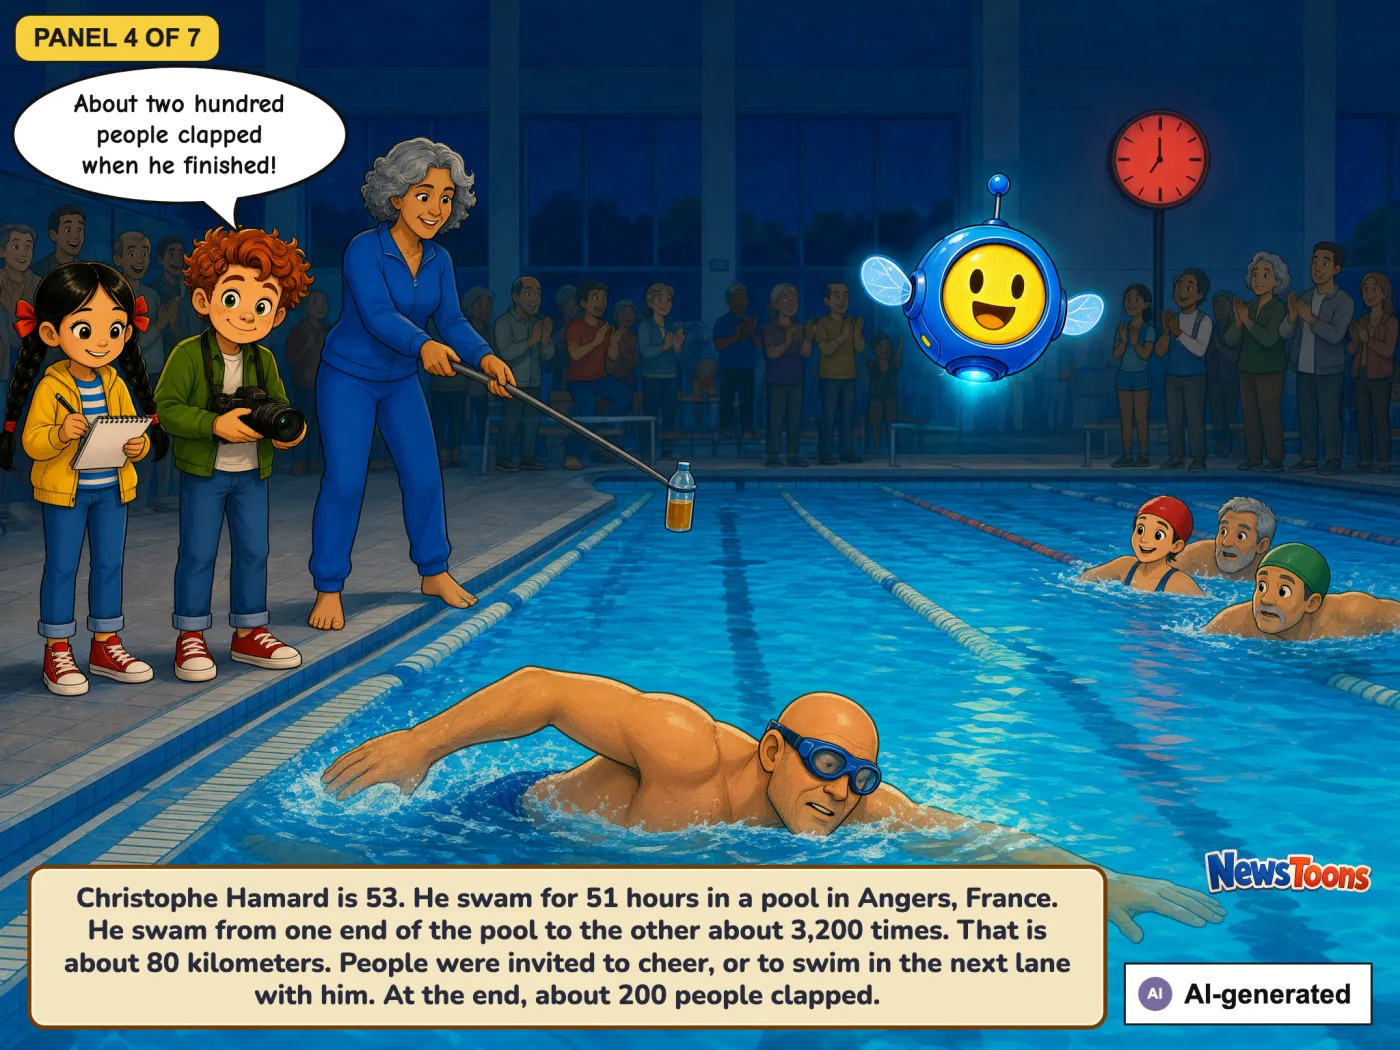 PANEL 4 OF 7
About two hundred
people clapped
when he finished!
Christophe Hamard is 53. He swam for 51 hours in a pool in Angers, France.
He swam from one end of the pool to the other about 3,200 times. That is
about 80 kilometers. People were invited to cheer, or to swim in the next lane
with him. At the end, about 200 people clapped.
NewsToons
AI AI-generated